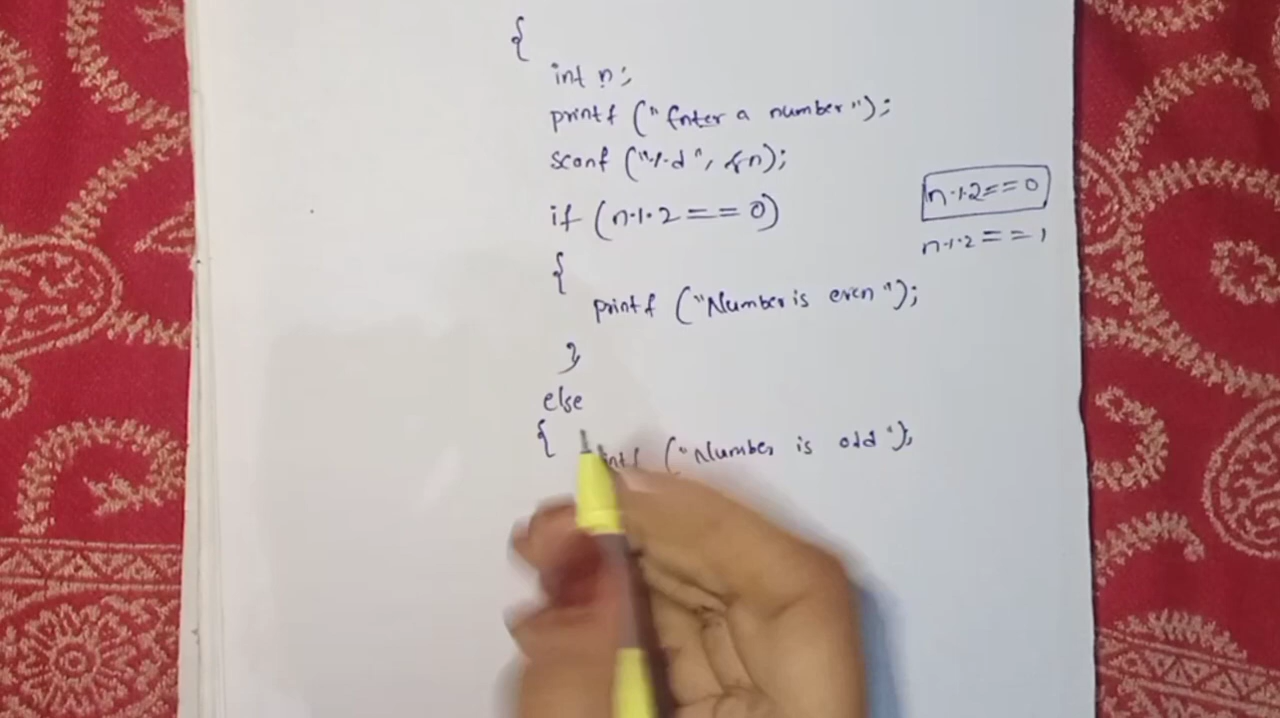 {
int n;
printf ("Enter a number");
scanf ("%d", &n);
if (n%2 == 0)
n%2==0
n%2==1
{
printf ("Number is even");
}
else
{ ("Number is odd");